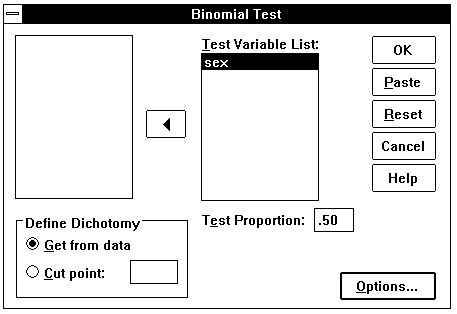 Binomial Test
Test Variable List:
sex
OK
Paste
Reset
Cancel
Help
Define Dichotomy
Get from data
Cut point:
Test Proportion: .50
Options...